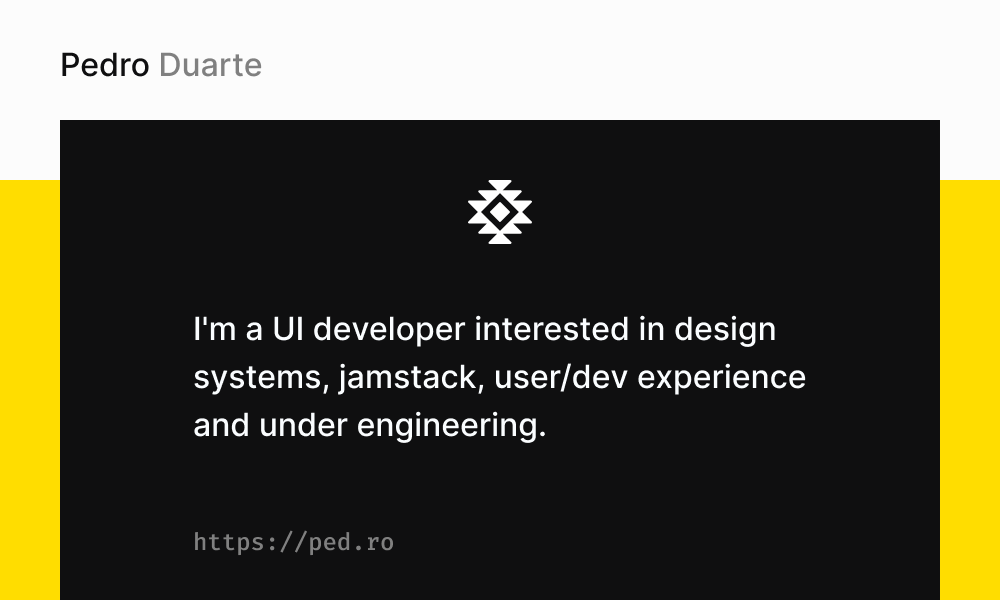 Pedro Duarte
I'm a UI developer interested in design
systems, jamstack, user/dev experience
and under engineering.
https://ped.ro